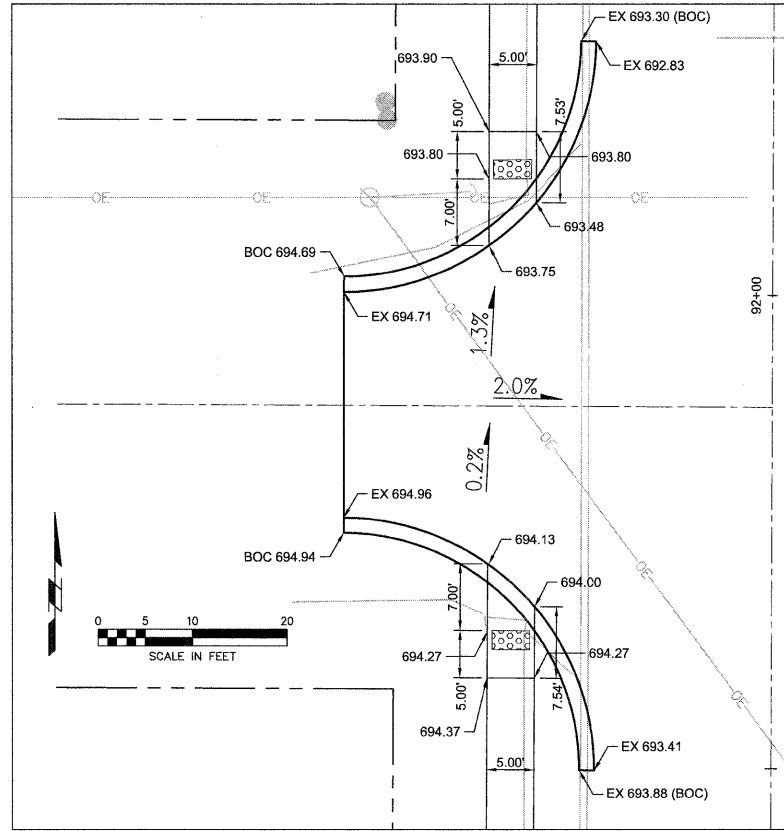 EX 693.30 (BOC)
693.90
5.00'
EX 692.83
5.00'
7.53'
693.80
693.80
OE
OE
OE
OE
7.00'
693.48
BOC 694.69
693.75
92+00
EX 694.71
OE
1.3%
2.0%
OE
0.2%
EX 694.96
694.13
BOC 694.94
694.00
OE
7.00'
N
0 5 10 20
SCALE IN FEET
694.27
694.27
5.00'
7.54'
OE
694.37
5.00'
EX 693.41
EX 693.88 (BOC)